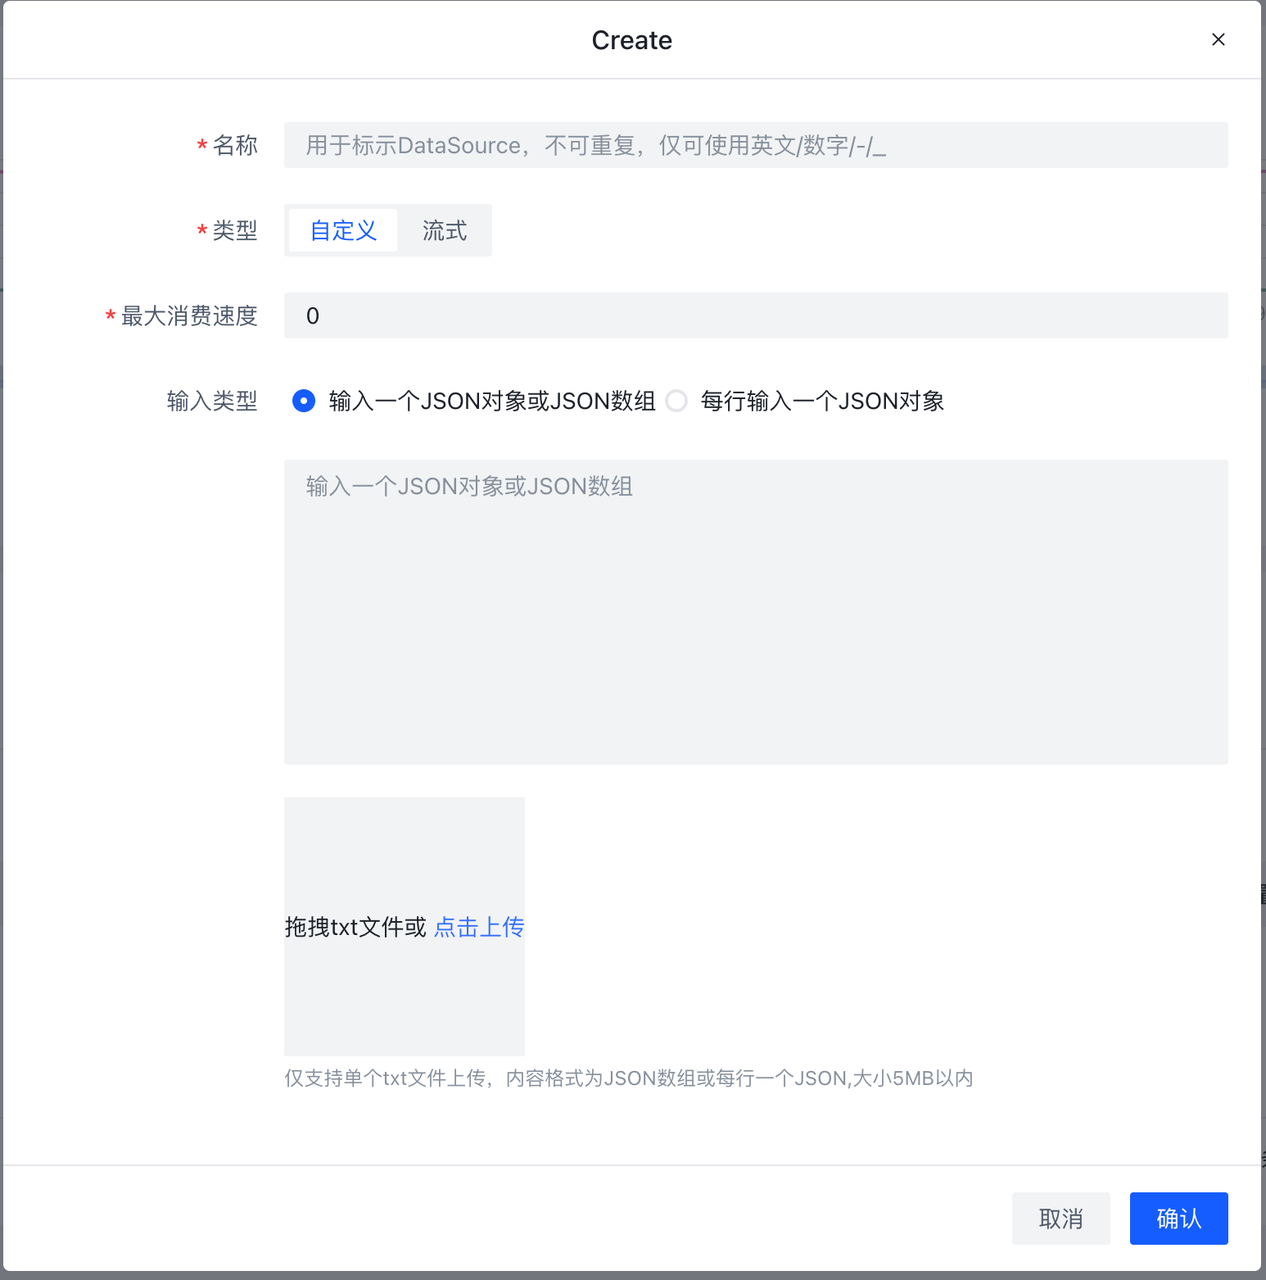 Create
* 名称 用于标示DataSource，不可重复，仅可使用英文/数字/-/_
* 类型 自定义 流式
* 最大消费速度 0
输入类型 输入一个JSON对象或JSON数组 每行输入一个JSON对象
输入一个JSON对象或JSON数组
拖拽txt文件或 点击上传
仅支持单个txt文件上传，内容格式为JSON数组或每行一个JSON,大小5MB以内
取消 确认